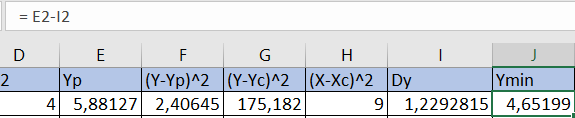 = E2-I2
D E F G H I J
2 Yp (Y-Yp)^2 (Y-Yc)^2 (X-Xc)^2 Dy Ymin
4 5,88127 2,40645 175,182 9 1,2292815 4,65199